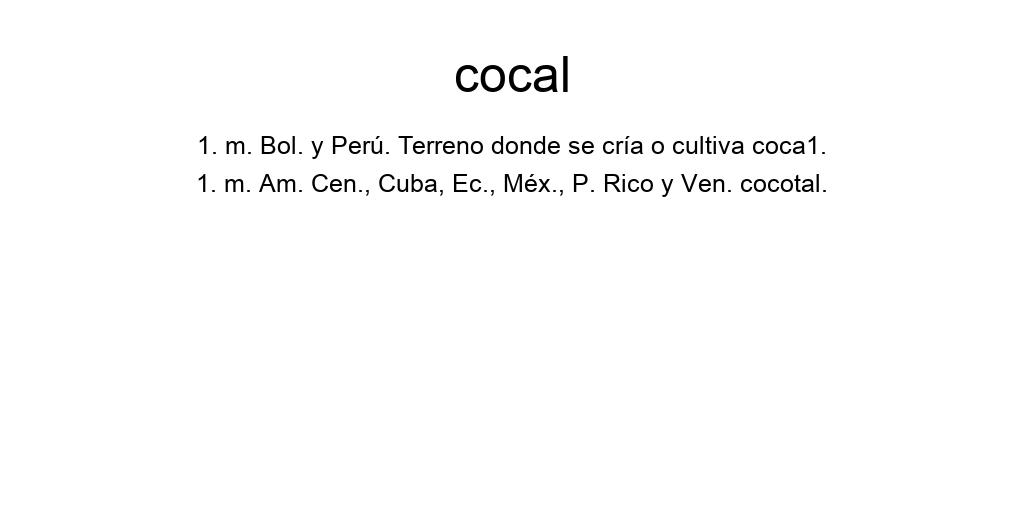 cocal
1. m. Bol. y Perú. Terreno donde se cría o cultiva coca1.
1. m. Am. Cen., Cuba, Ec., Méx., P. Rico y Ven. cocotal.